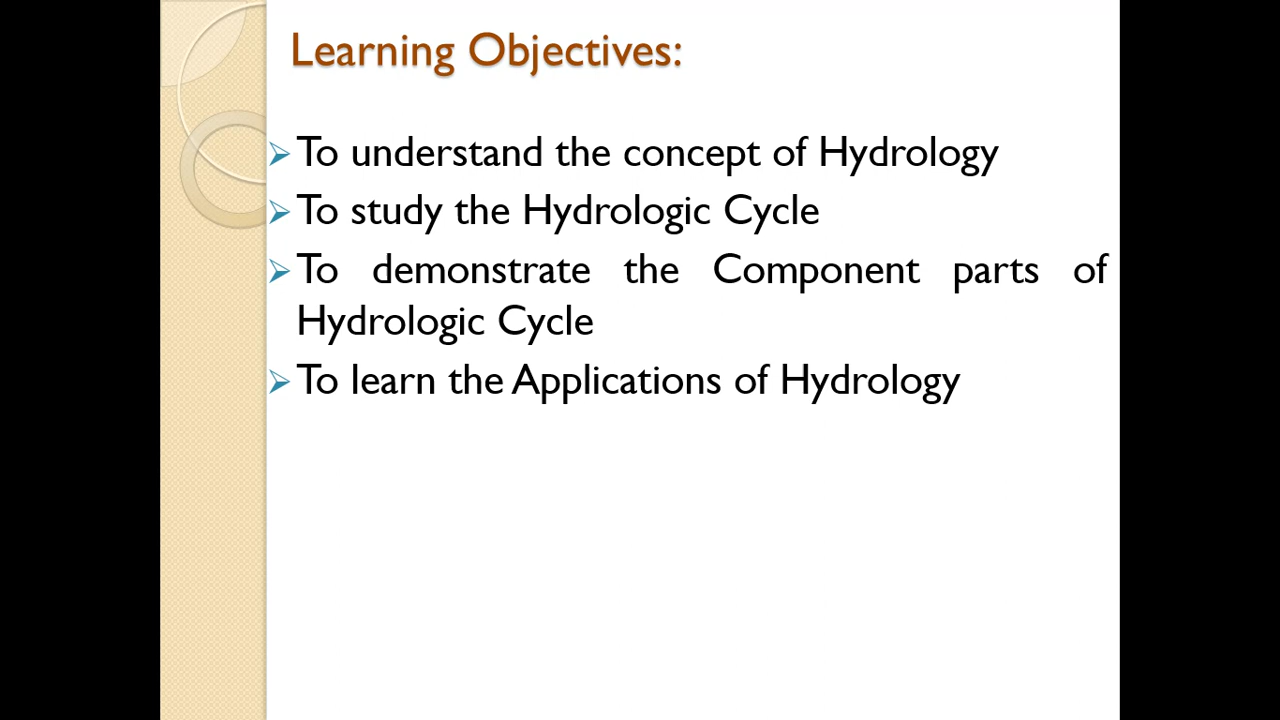 Learning Objectives:
To understand the concept of Hydrology
To study the Hydrologic Cycle
To demonstrate the Component parts of
Hydrologic Cycle
To learn the Applications of Hydrology